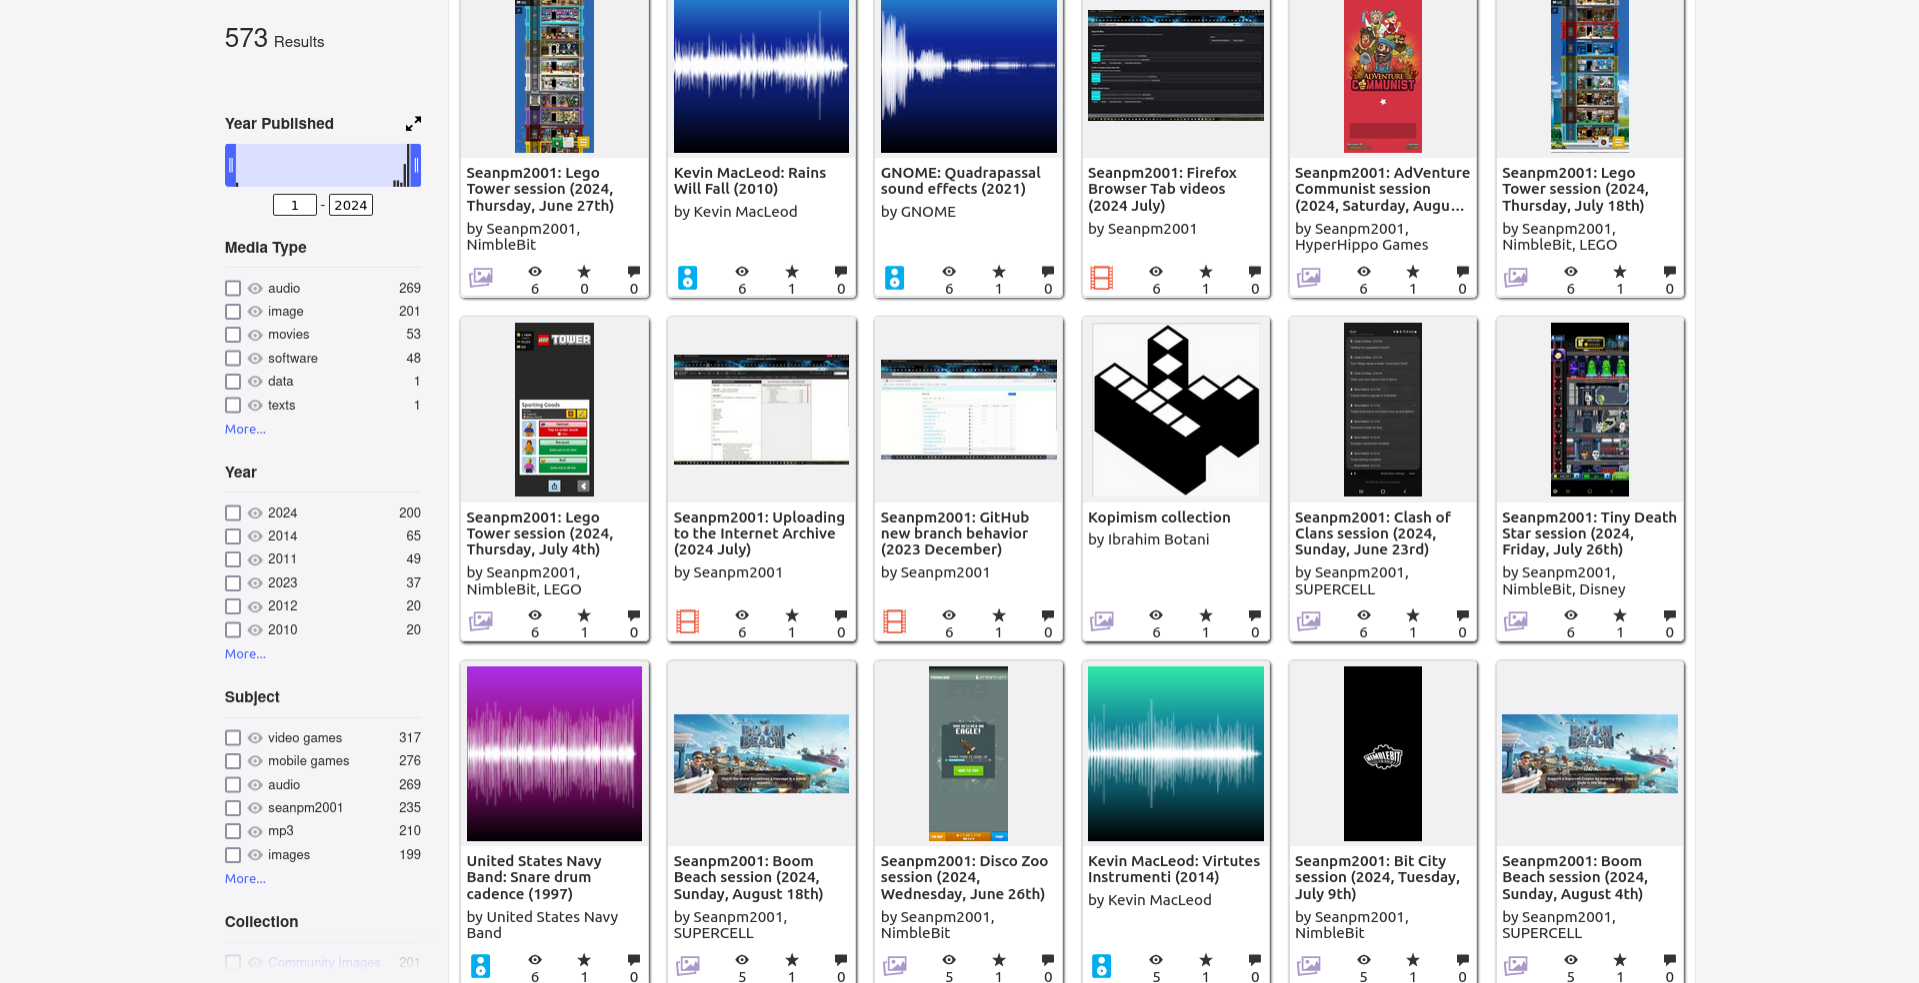 573 Results
Year Published
1 - 2024
Media Type
audio 269
image 201
movies 53
software 48
data 1
texts 1
More...
Year
2024 200
2014 65
2011 49
2023 37
2012 20
2010 20
More...
Subject
video games 317
mobile games 276
audio 269
seanpm2001 235
mp3 210
images 199
More...
Collection
Community Images 201
Seanpm2001: Lego
Tower session (2024,
Thursday, June 27th)
by Seanpm2001,
NimbleBit
6 0 0
Kevin MacLeod: Rains
Will Fall (2010)
by Kevin MacLeod
6 1 0
GNOME: Quadrapassal
sound effects (2021)
by GNOME
6 1 0
Seanpm2001: Firefox
Browser Tab videos
(2024 July)
by Seanpm2001
6 1 0
ADVENTURE
COMMUNIST
Seanpm2001: AdVenture
Communist session
(2024, Saturday, Augu...
by Seanpm2001,
HyperHippo Games
6 1 0
Seanpm2001: Lego
Tower session (2024,
Thursday, July 18th)
by Seanpm2001,
NimbleBit, LEGO
6 1 0
LEGO TOWER
Sporting Goods
Seanpm2001: Lego
Tower session (2024,
Thursday, July 4th)
by Seanpm2001,
NimbleBit, LEGO
6 1 0
Seanpm2001: Uploading
to the Internet Archive
(2024 July)
by Seanpm2001
6 1 0
Seanpm2001: GitHub
new branch behavior
(2023 December)
by Seanpm2001
6 1 0
Kopimism collection
by Ibrahim Botani
6 1 0
Seanpm2001: Clash of
Clans session (2024,
Sunday, June 23rd)
by Seanpm2001,
SUPERCELL
6 1 0
Seanpm2001: Tiny Death
Star session (2024,
Friday, July 26th)
by Seanpm2001,
NimbleBit, Disney
6 1 0
United States Navy
Band: Snare drum
cadence (1997)
by United States Navy
Band
6 1 0
BOOM
BEACH
Seanpm2001: Boom
Beach session (2024,
Sunday, August 18th)
by Seanpm2001,
SUPERCELL
5 1 0
EAGLE!
Seanpm2001: Disco Zoo
session (2024,
Wednesday, June 26th)
by Seanpm2001,
NimbleBit
5 1 0
Kevin MacLeod: Virtutes
Instrumenti (2014)
by Kevin MacLeod
5 1 0
NIMBLEBIT
Seanpm2001: Bit City
session (2024, Tuesday,
July 9th)
by Seanpm2001,
NimbleBit
5 1 0
BOOM
BEACH
Seanpm2001: Boom
Beach session (2024,
Sunday, August 4th)
by Seanpm2001,
SUPERCELL
5 1 0